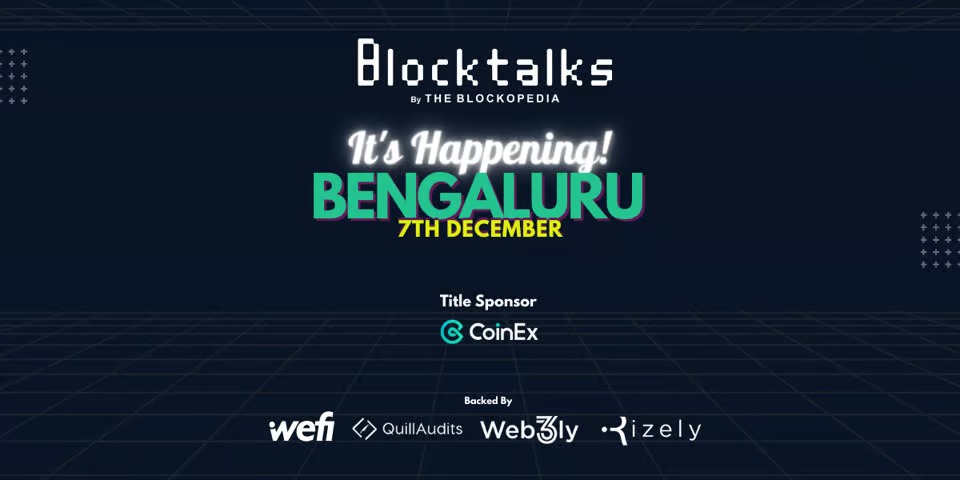 Blocktalks
By THE BLOCKOPEDIA
It's Happening!
BENGALURU
7TH DECEMBER
Title Sponsor
CoinEx
Backed By
wefi QuillAudits Web3ly Rizely